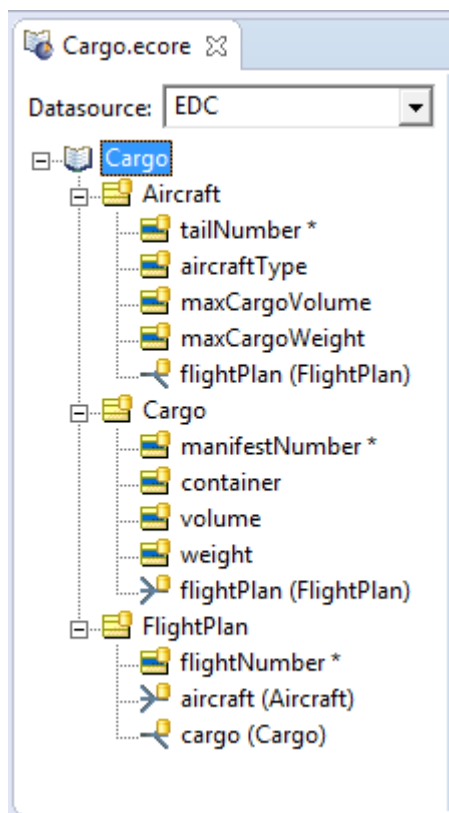 Cargo.ecore
Datasource: EDC
Cargo
Aircraft
tailNumber *
aircraftType
maxCargoVolume
maxCargoWeight
flightPlan (FlightPlan)
Cargo
manifestNumber *
container
volume
weight
flightPlan (FlightPlan)
FlightPlan
flightNumber *
aircraft (Aircraft)
cargo (Cargo)